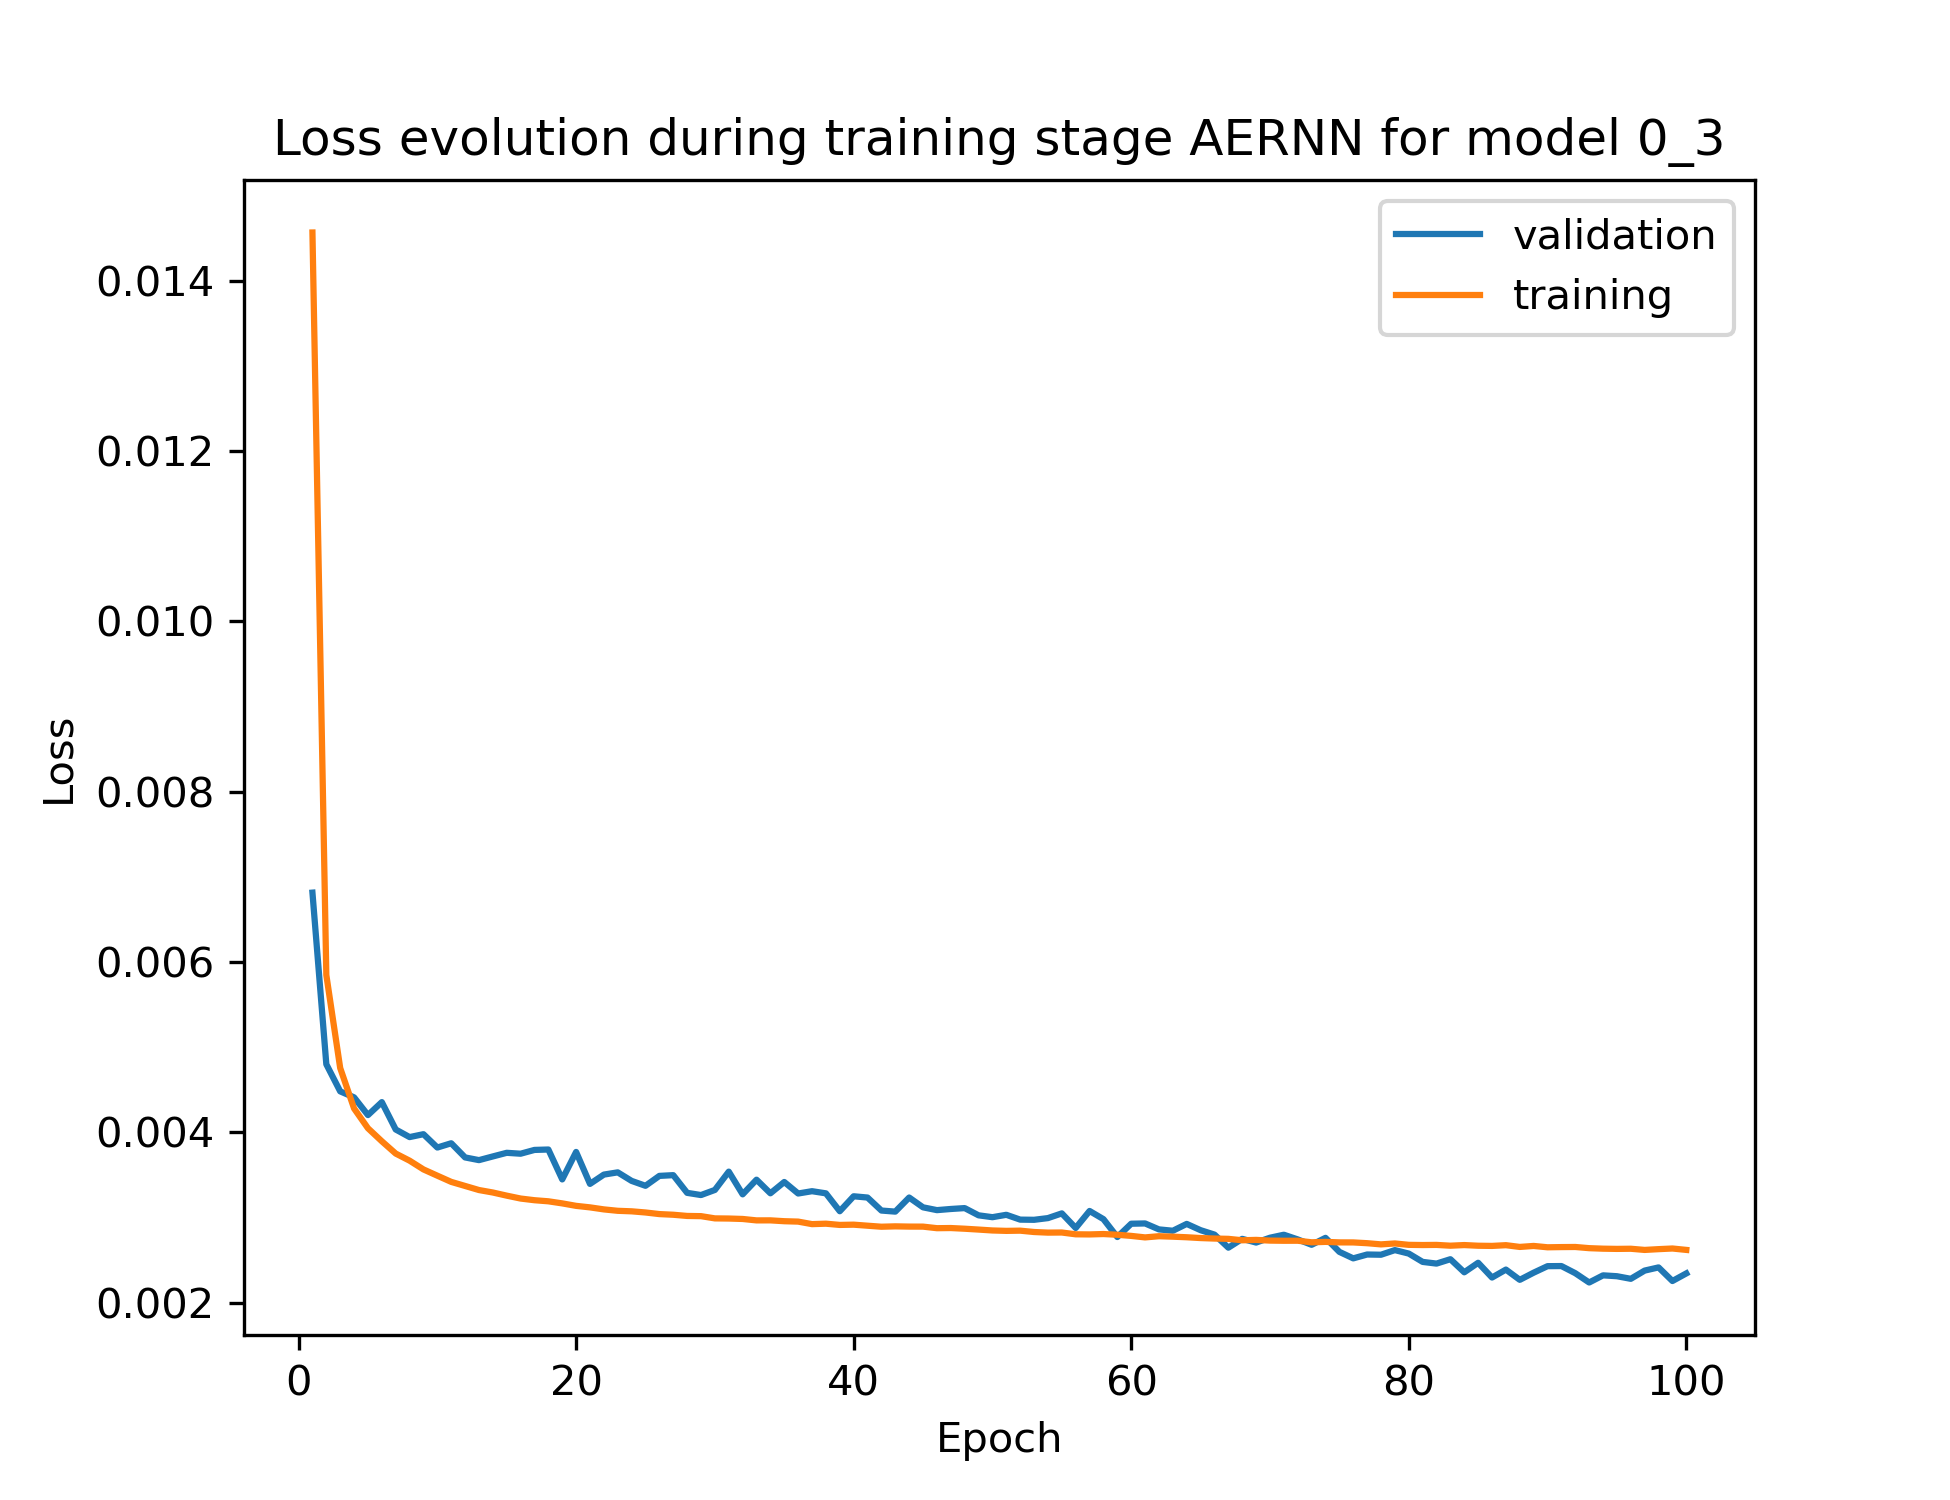 Loss evolution during training stage AERNN for model 0_3
validation
training
0.014
0.012
0.010
0.008
0.006
0.004
0.002
Loss
0 20 40 60 80 100
Epoch